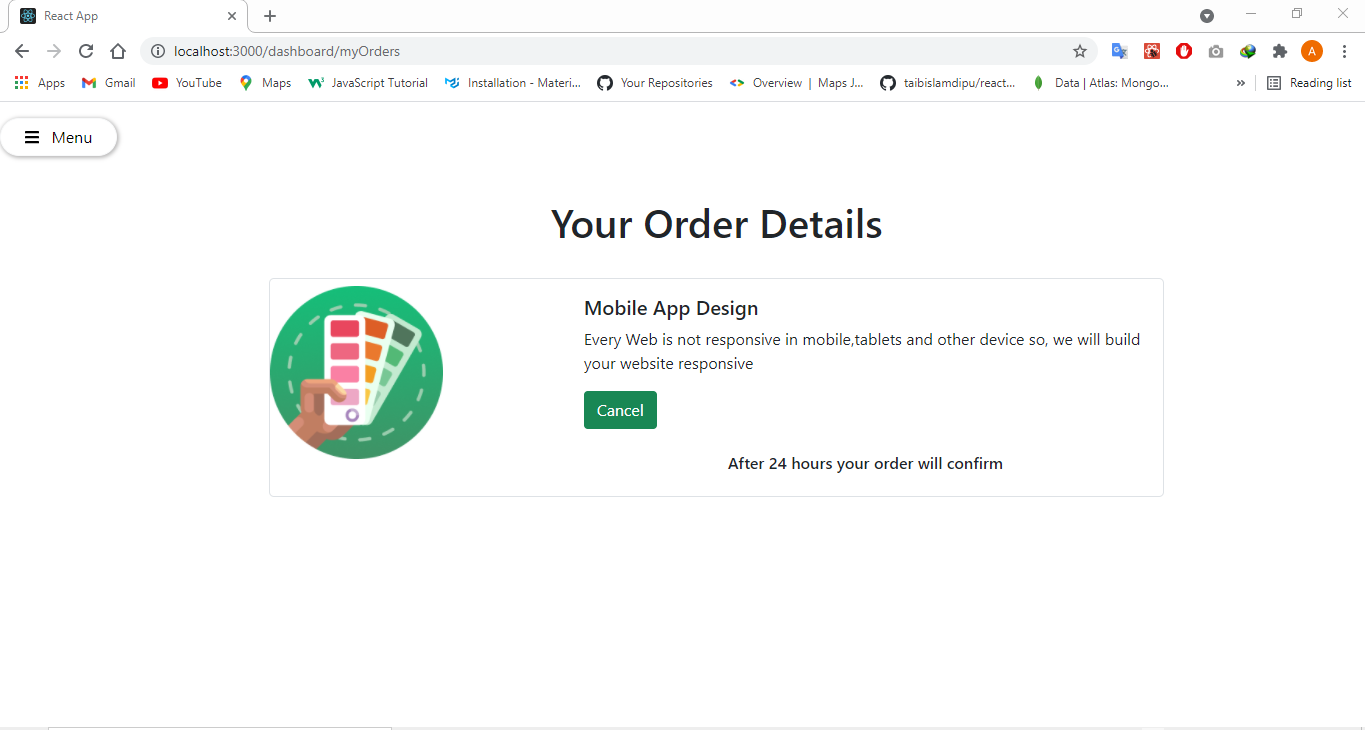 React App
localhost:3000/dashboard/myOrders
A
Apps Gmail YouTube Maps JavaScript Tutorial Installation - Materi... Your Repositories Overview | Maps J... taibislamdipu/react... Data | Atlas: Mongo... » Reading list
Menu
Your Order Details
Mobile App Design
Every Web is not responsive in mobile,tablets and other device so, we will build
your website responsive
Cancel
After 24 hours your order will confirm